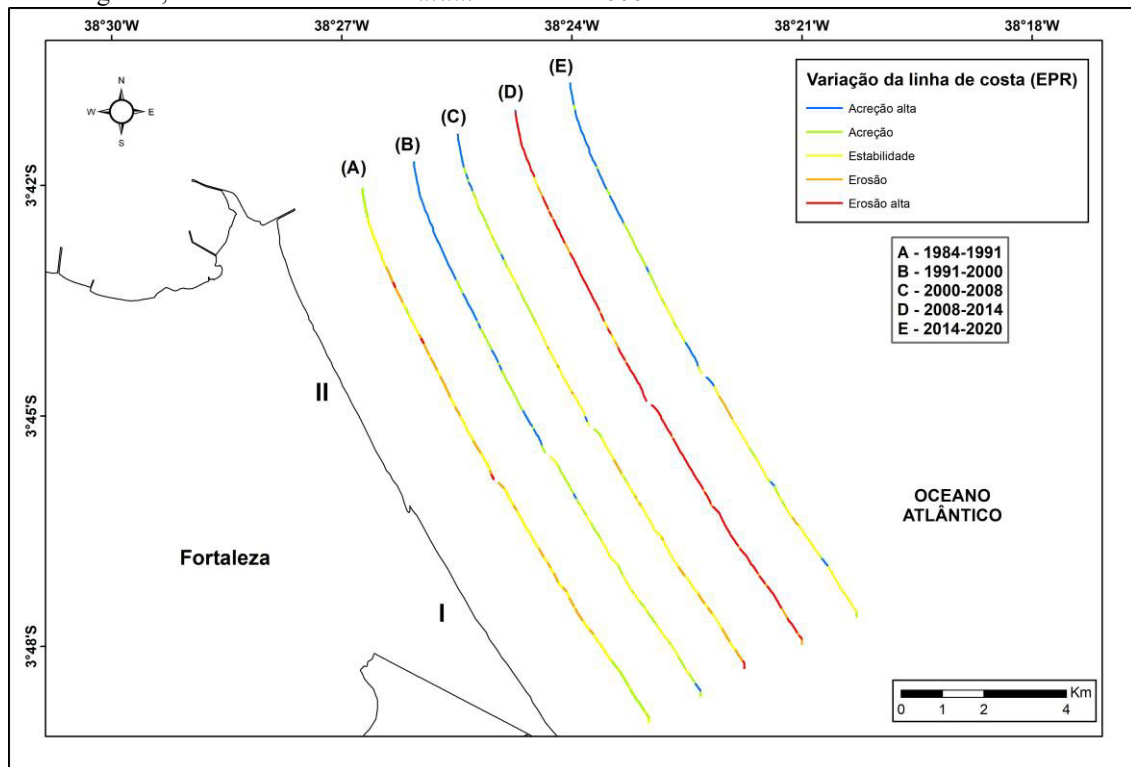 38°30'W 38°27'W 38°24'W 38°21'W 38°18'W
N
W E
S
(A)
(B)
(C)
(D)
(E)
Variação da linha de costa (EPR)
Acreção alta
Acreção
Estabilidade
Erosão
Erosão alta
A - 1984-1991
B - 1991-2000
C - 2000-2008
D - 2008-2014
E - 2014-2020
3°42'S
3°45'S
3°48'S
II
I
Fortaleza
OCEANO
ATLÂNTICO
Km
0 1 2 4